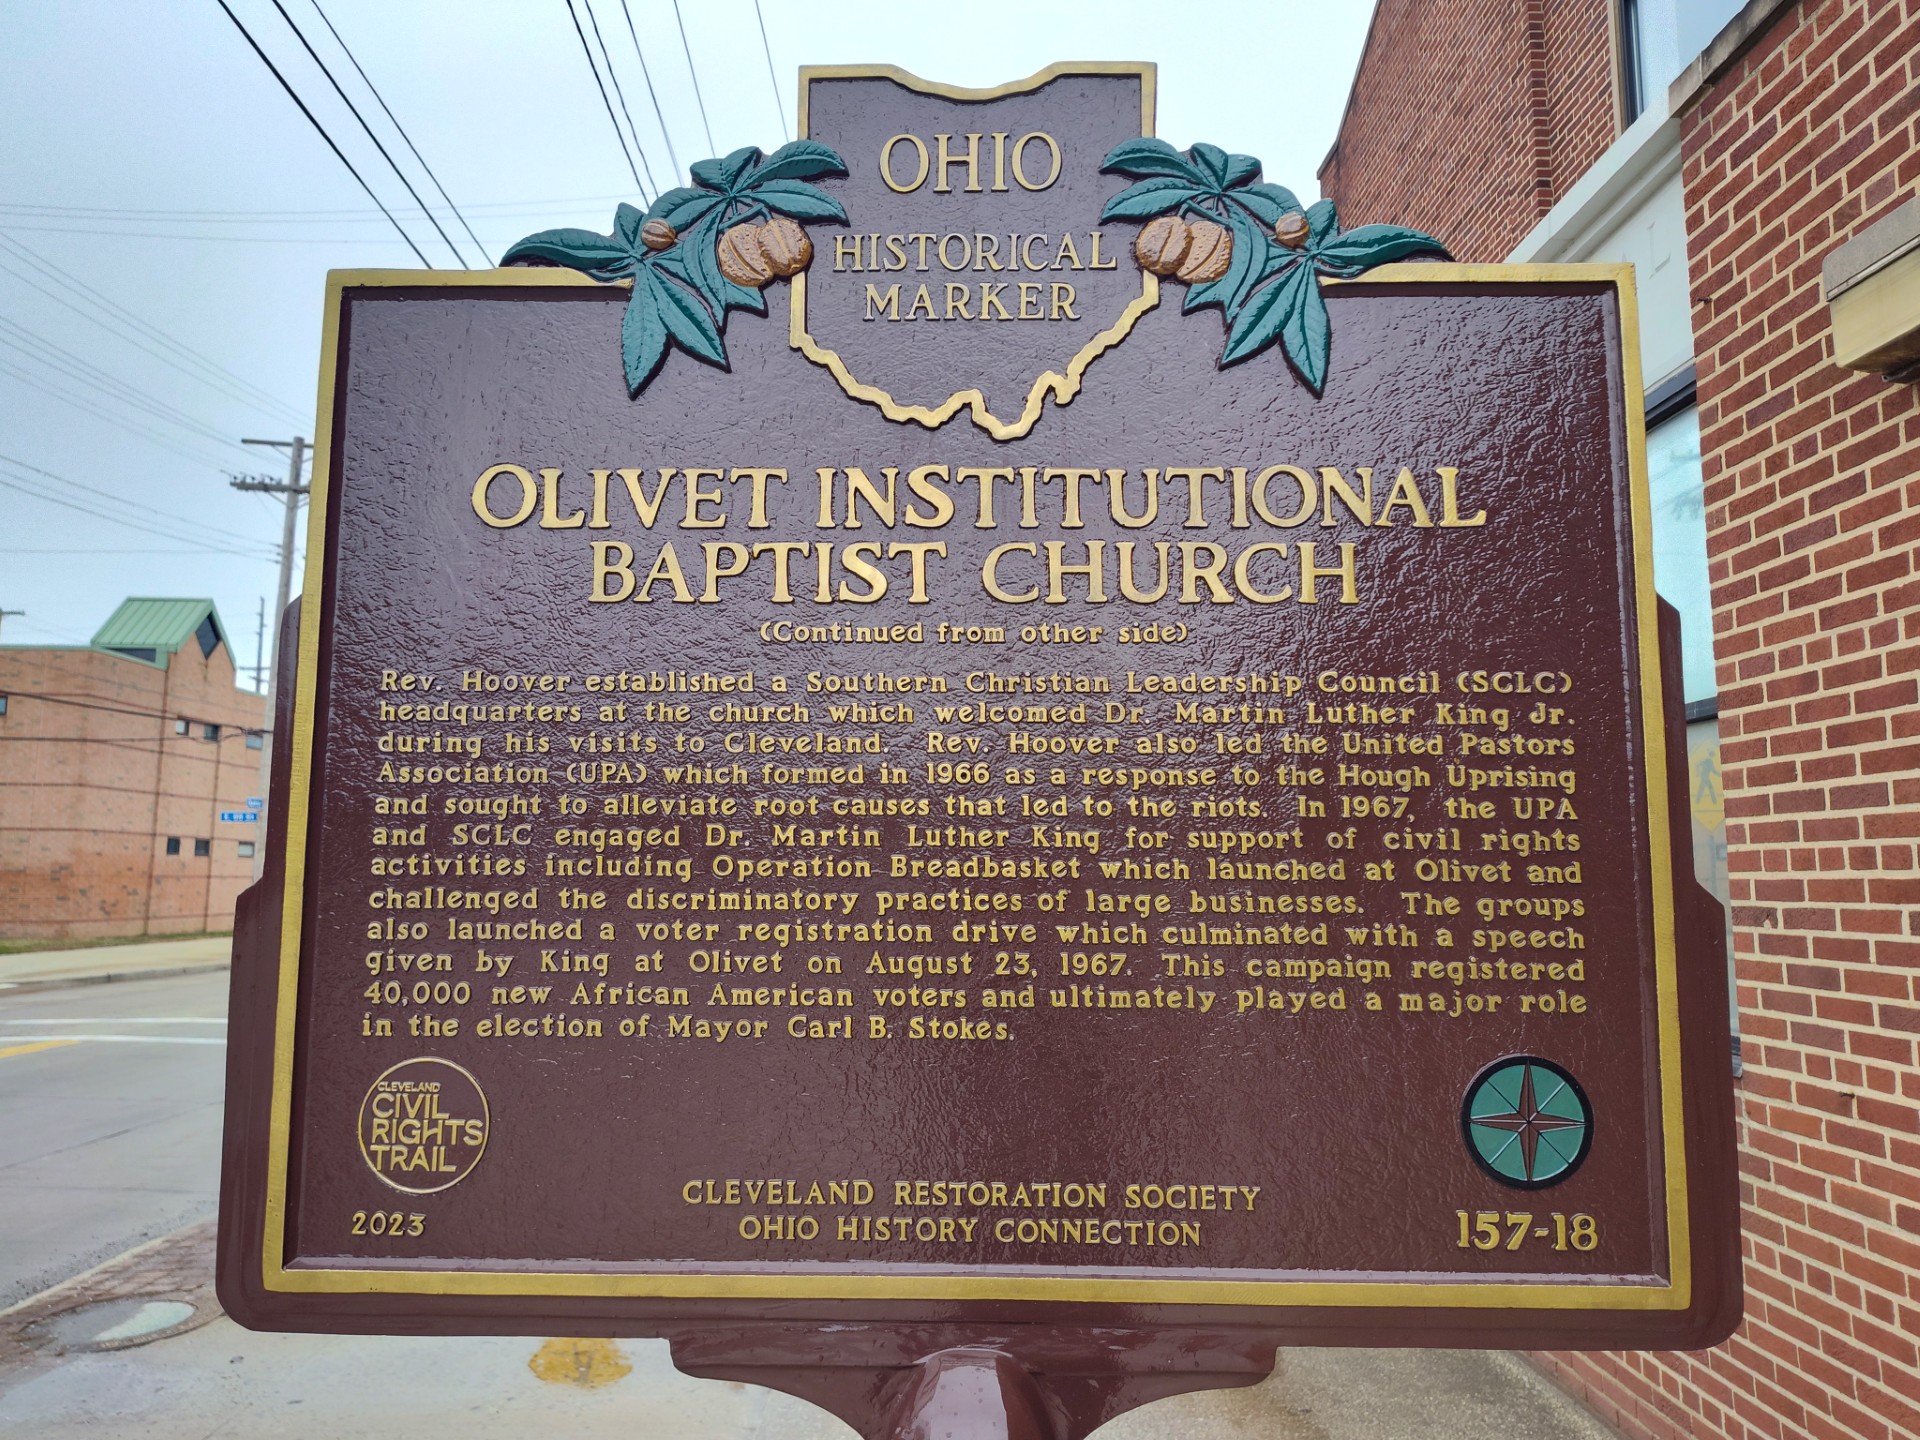 OHIO
HISTORICAL
MARKER
OLIVET INSTITUTIONAL
BAPTIST CHURCH
(Continued from other side)
Rev. Hoover established a Southern Christian Leadership Council (SCLC)
headquarters at the church which welcomed Dr. Martin Luther King Jr.
during his visits to Cleveland. Rev. Hoover also led the United Pastors
Association (UPA) which formed in 1966 as a response to the Hough Uprising
and sought to alleviate root causes that led to the riots. In 1967, the UPA
and SCLC engaged Dr. Martin Luther King for support of civil rights
activities including Operation Breadbasket which launched at Olivet and
challenged the discriminatory practices of large businesses. The groups
also launched a voter registration drive which culminated with a speech
given by King at Olivet on August 23, 1967. This campaign registered
40,000 new African American voters and ultimately played a major role
in the election of Mayor Carl B. Stokes.
CLEVELAND
CIVIL
RIGHTS
TRAIL
2023
CLEVELAND RESTORATION SOCIETY
OHIO HISTORY CONNECTION
157-18